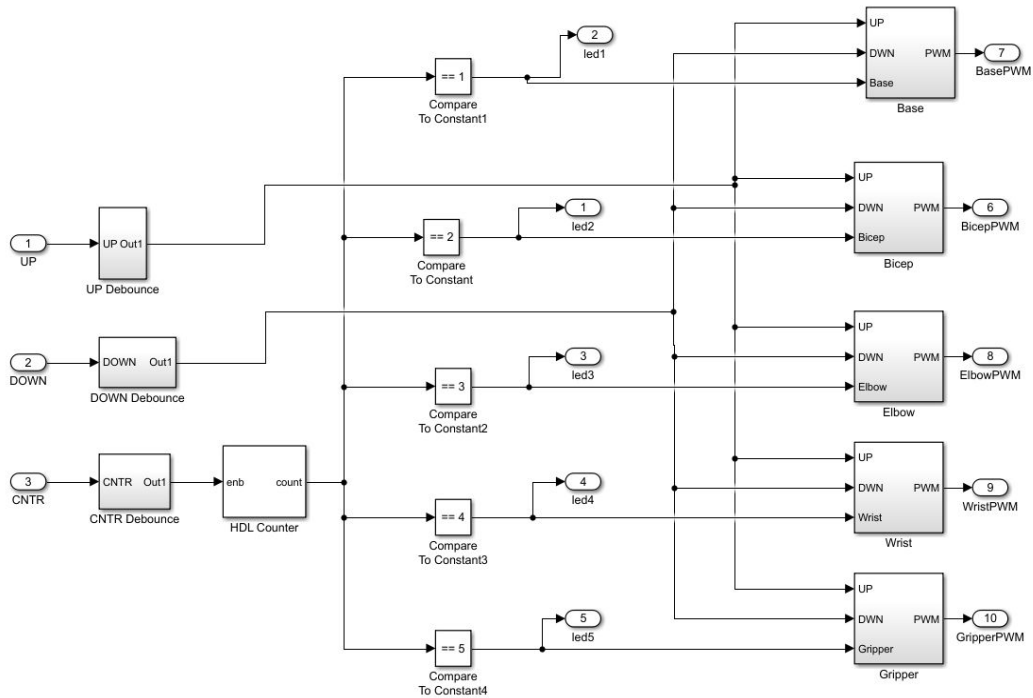 1
UP
UP Out1
UP Debounce
2
DOWN
DOWN Out1
DOWN Debounce
3
CNTR
CNTR Out1
CNTR Debounce
enb count
HDL Counter
== 1
Compare
To Constant1
== 2
Compare
To Constant
== 3
Compare
To Constant2
== 4
Compare
To Constant3
== 5
Compare
To Constant4
2
led1
1
led2
3
led3
4
led4
5
led5
UP
DWN PWM
Base
Base
7
BasePWM
UP
DWN PWM
Bicep
Bicep
6
BicepPWM
UP
DWN PWM
Elbow
Elbow
8
ElbowPWM
UP
DWN PWM
Wrist
Wrist
9
WristPWM
UP
DWN PWM
Gripper
Gripper
10
GripperPWM